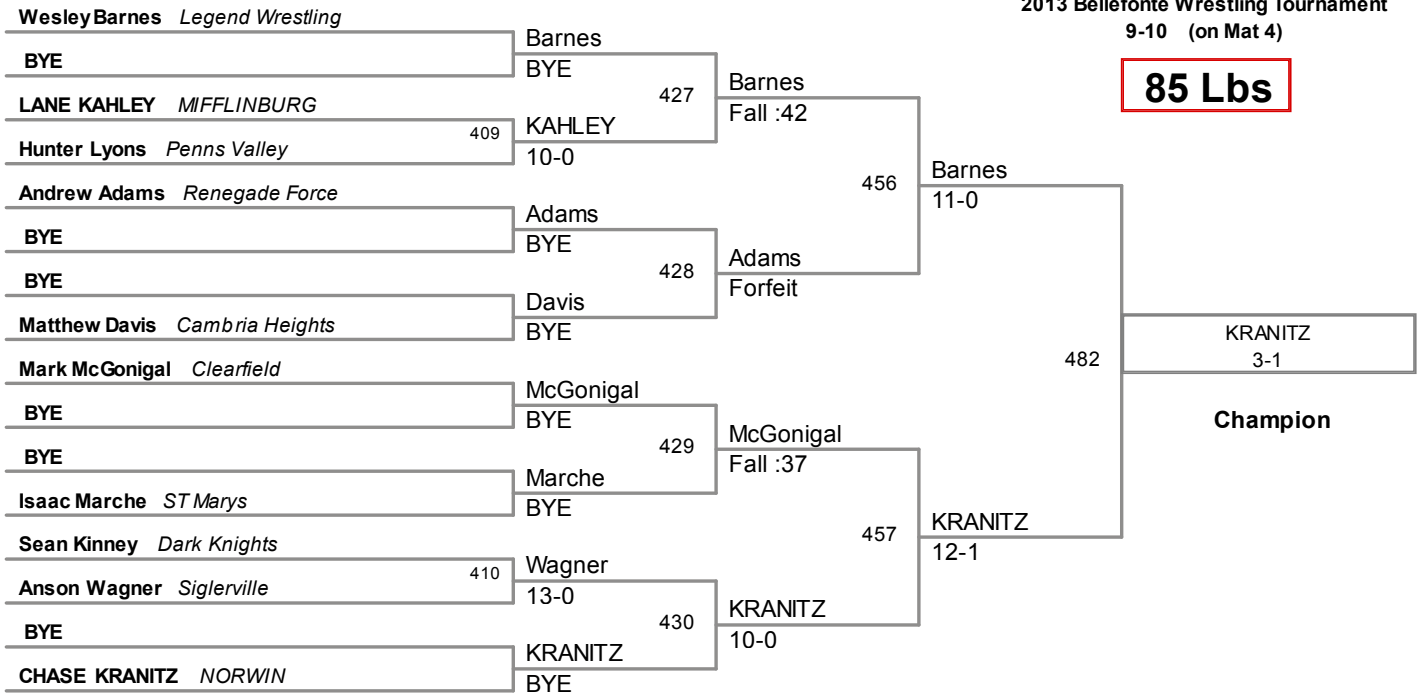 2013 Bellefonte Wrestling Tournament
9-10 (on Mat 4)
85 Lbs
Wesley Barnes Legend Wrestling
BYE
LANE KAHLEY MIFFLINBURG
Hunter Lyons Penns Valley
Andrew Adams Renegade Force
BYE
BYE
Matthew Davis Cambria Heights
Mark McGonigal Clearfield
BYE
BYE
Isaac Marche ST Marys
Sean Kinney Dark Knights
Anson Wagner Siglerville
BYE
CHASE KRANITZ NORWIN
409
410
Barnes
BYE
KAHLEY
10-0
Adams
BYE
Davis
BYE
McGonigal
BYE
Marche
BYE
Wagner
13-0
KRANITZ
BYE
427
428
429
430
Barnes
Fall :42
Adams
Forfeit
McGonigal
Fall :37
KRANITZ
10-0
456
457
Barnes
11-0
KRANITZ
12-1
482
KRANITZ
3-1
Champion